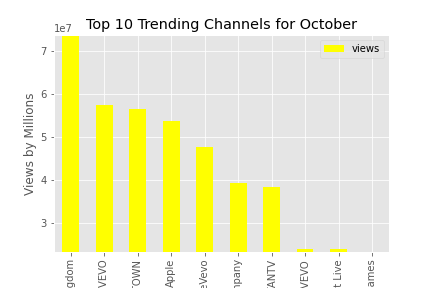 Top 10 Trending Channels for October
1e7
views
7
6
5
4
3
Views by Millions
gdom
VEVO
OWN
Apple
eVevo
mpany
ANTV
VEVO
t Live
ames